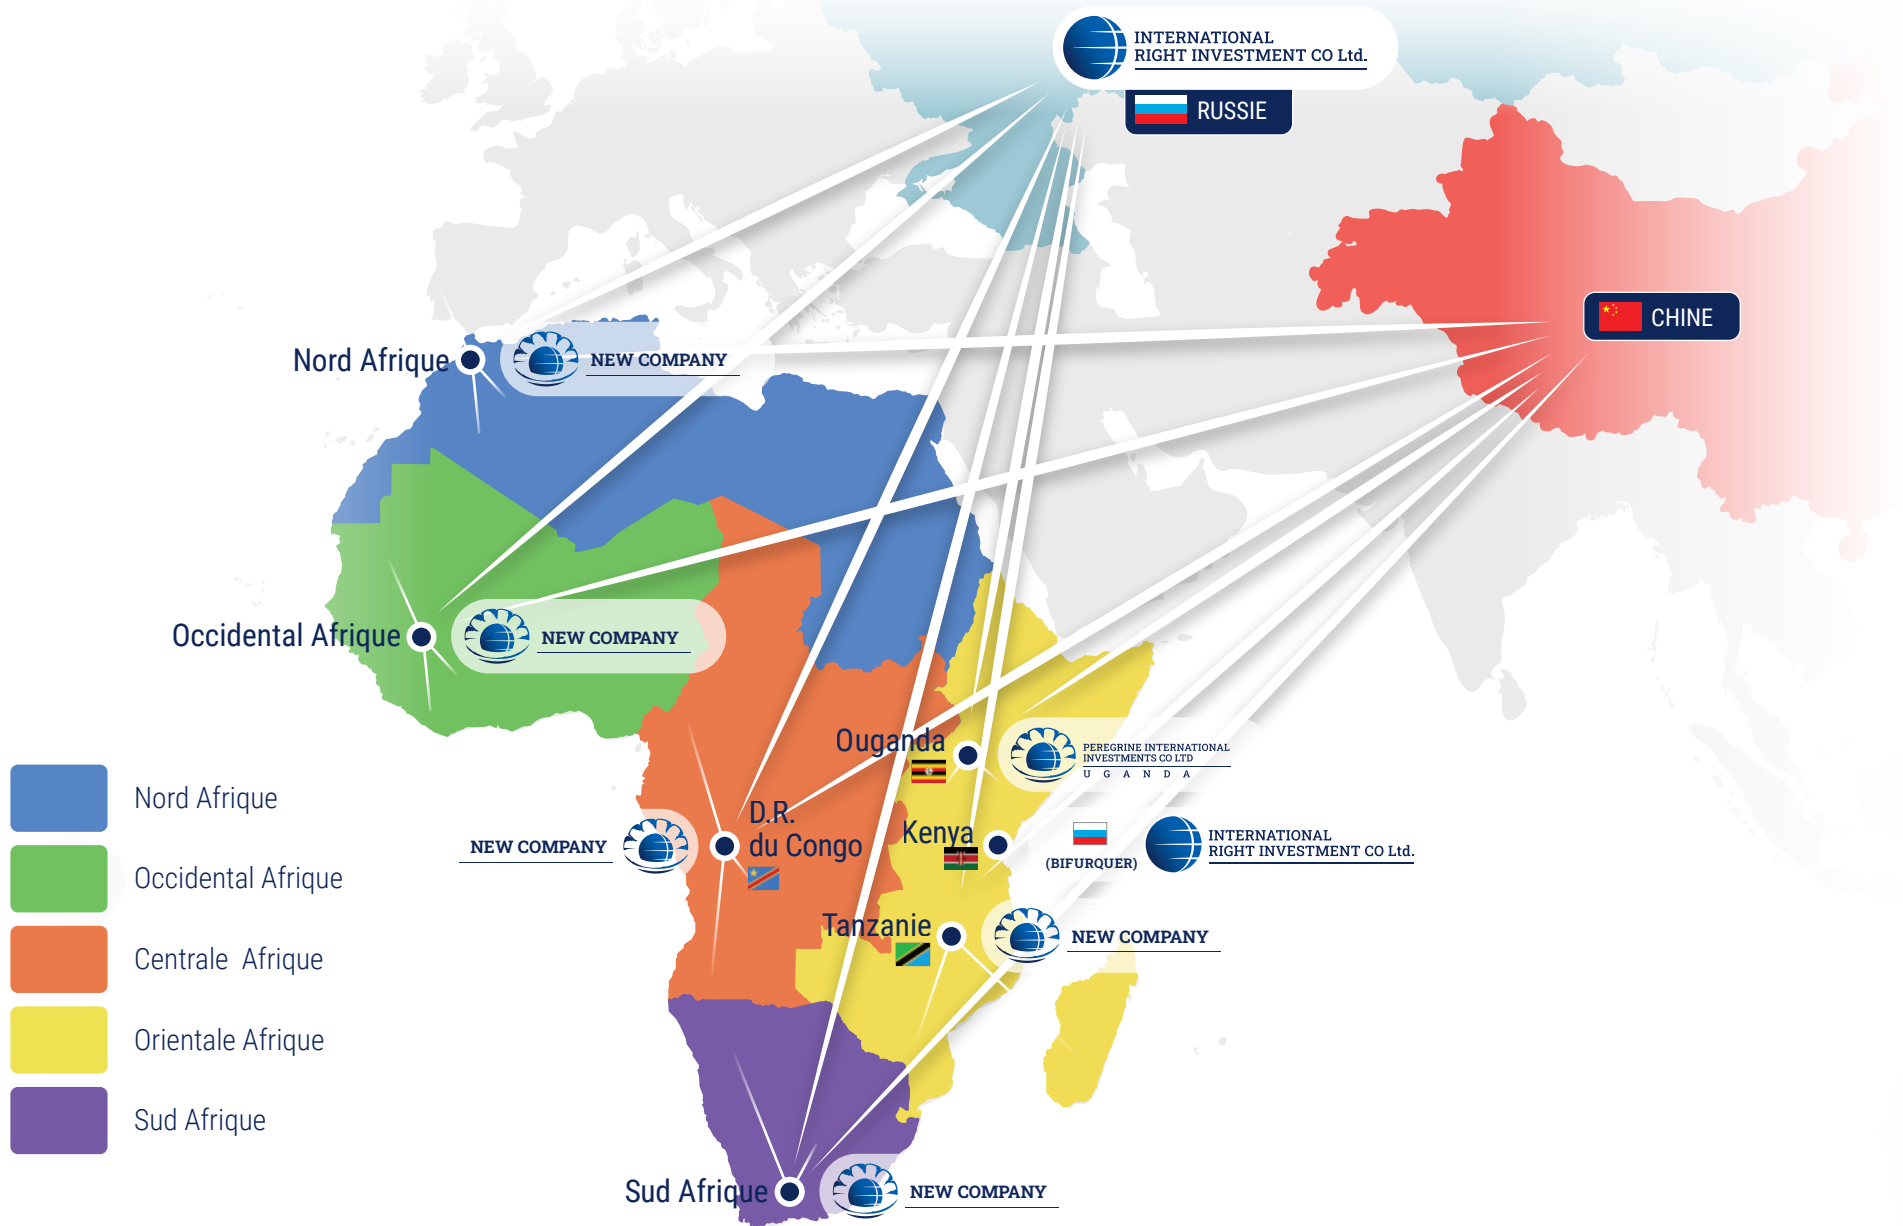 INTERNATIONAL
RIGHT INVESTMENT CO Ltd.
RUSSIE
CHINE
Nord Afrique
NEW COMPANY
Occidental Afrique
NEW COMPANY
Ouganda
PEREGRINE INTERNATIONAL
INVESTMENTS CO LTD
UGANDA
D.R.
du Congo
NEW COMPANY
Kenya
(BIFURQUER)
INTERNATIONAL
RIGHT INVESTMENT CO Ltd.
Tanzanie
NEW COMPANY
Sud Afrique
NEW COMPANY
Nord Afrique
Occidental Afrique
Centrale Afrique
Orientale Afrique
Sud Afrique